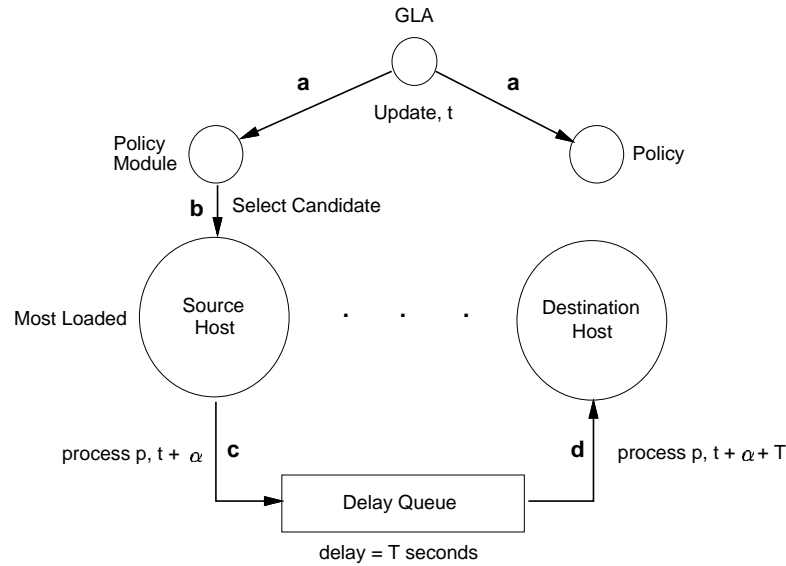 GLA
a
a
Update, t
Policy
Module
Policy
b
Select Candidate
Most Loaded
Source
Host
. . .
Destination
Host
process p, t + α
c
d
process p, t + α + T
Delay Queue
delay = T seconds